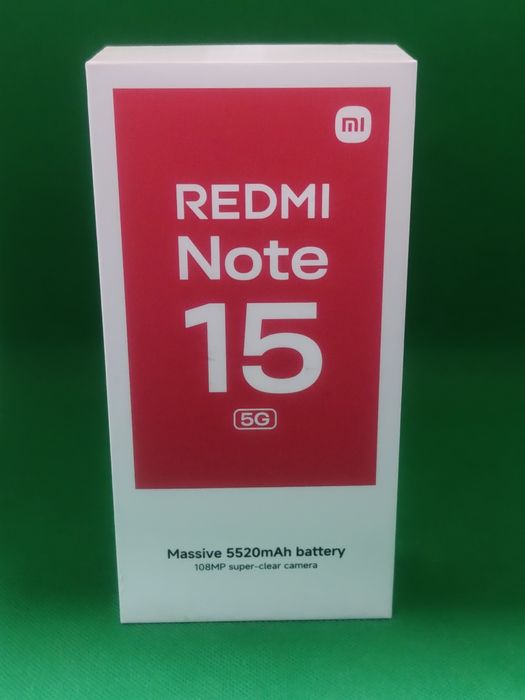 mi
REDMI
Note
15
5G
Massive 5520mAh battery
108MP super-clear camera